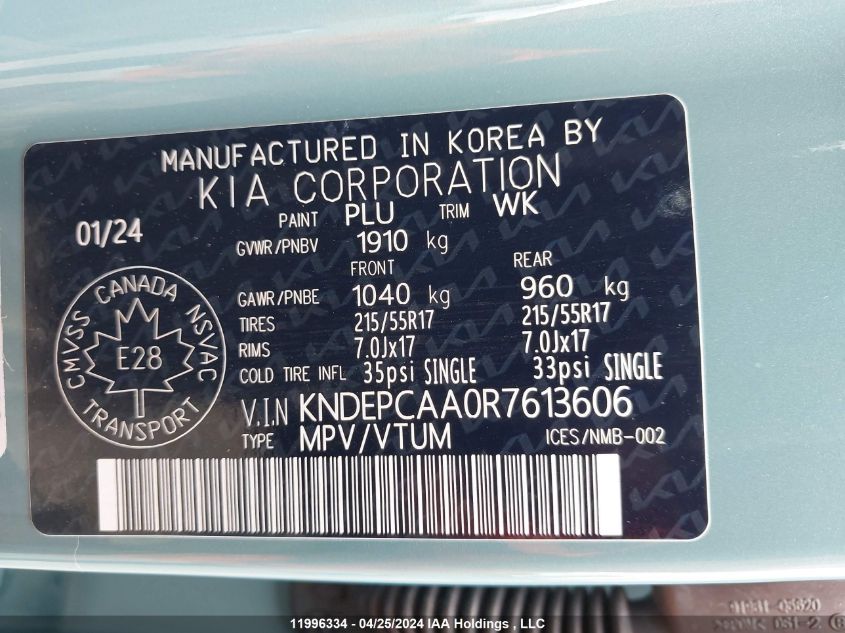 MANUFACTURED IN KOREA BY
KIA CORPORATION
01/24 PAINT PLU TRIM WK
GVWR/PNBV 1910 kg
FRONT REAR
GAWR/PNBE 1040 kg 960 kg
TIRES 215/55R17 215/55R17
RIMS 7.0Jx17 7.0Jx17
COLD TIRE INFL 35psi SINGLE 33psi SINGLE
V.I.N KNDEPCAA0R7613606
TYPE MPV/VTUM ICES/NMB-002
CANADA
CMVSS NSVAC
E28
TRANSPORT
11996334 - 04/25/2024 IAA Holdings, LLC